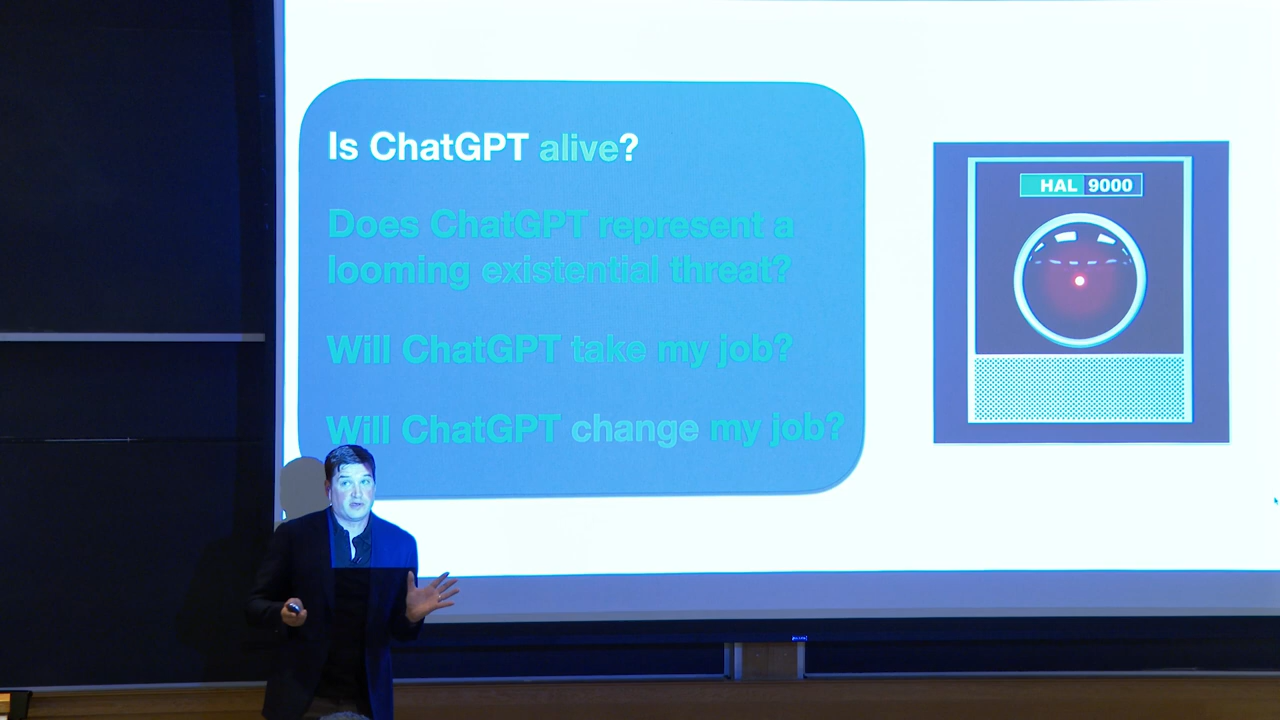 Is ChatGPT alive?
Does ChatGPT represent a
looming existential threat?
Will ChatGPT take my job?
Will ChatGPT change my job?
HAL 9000